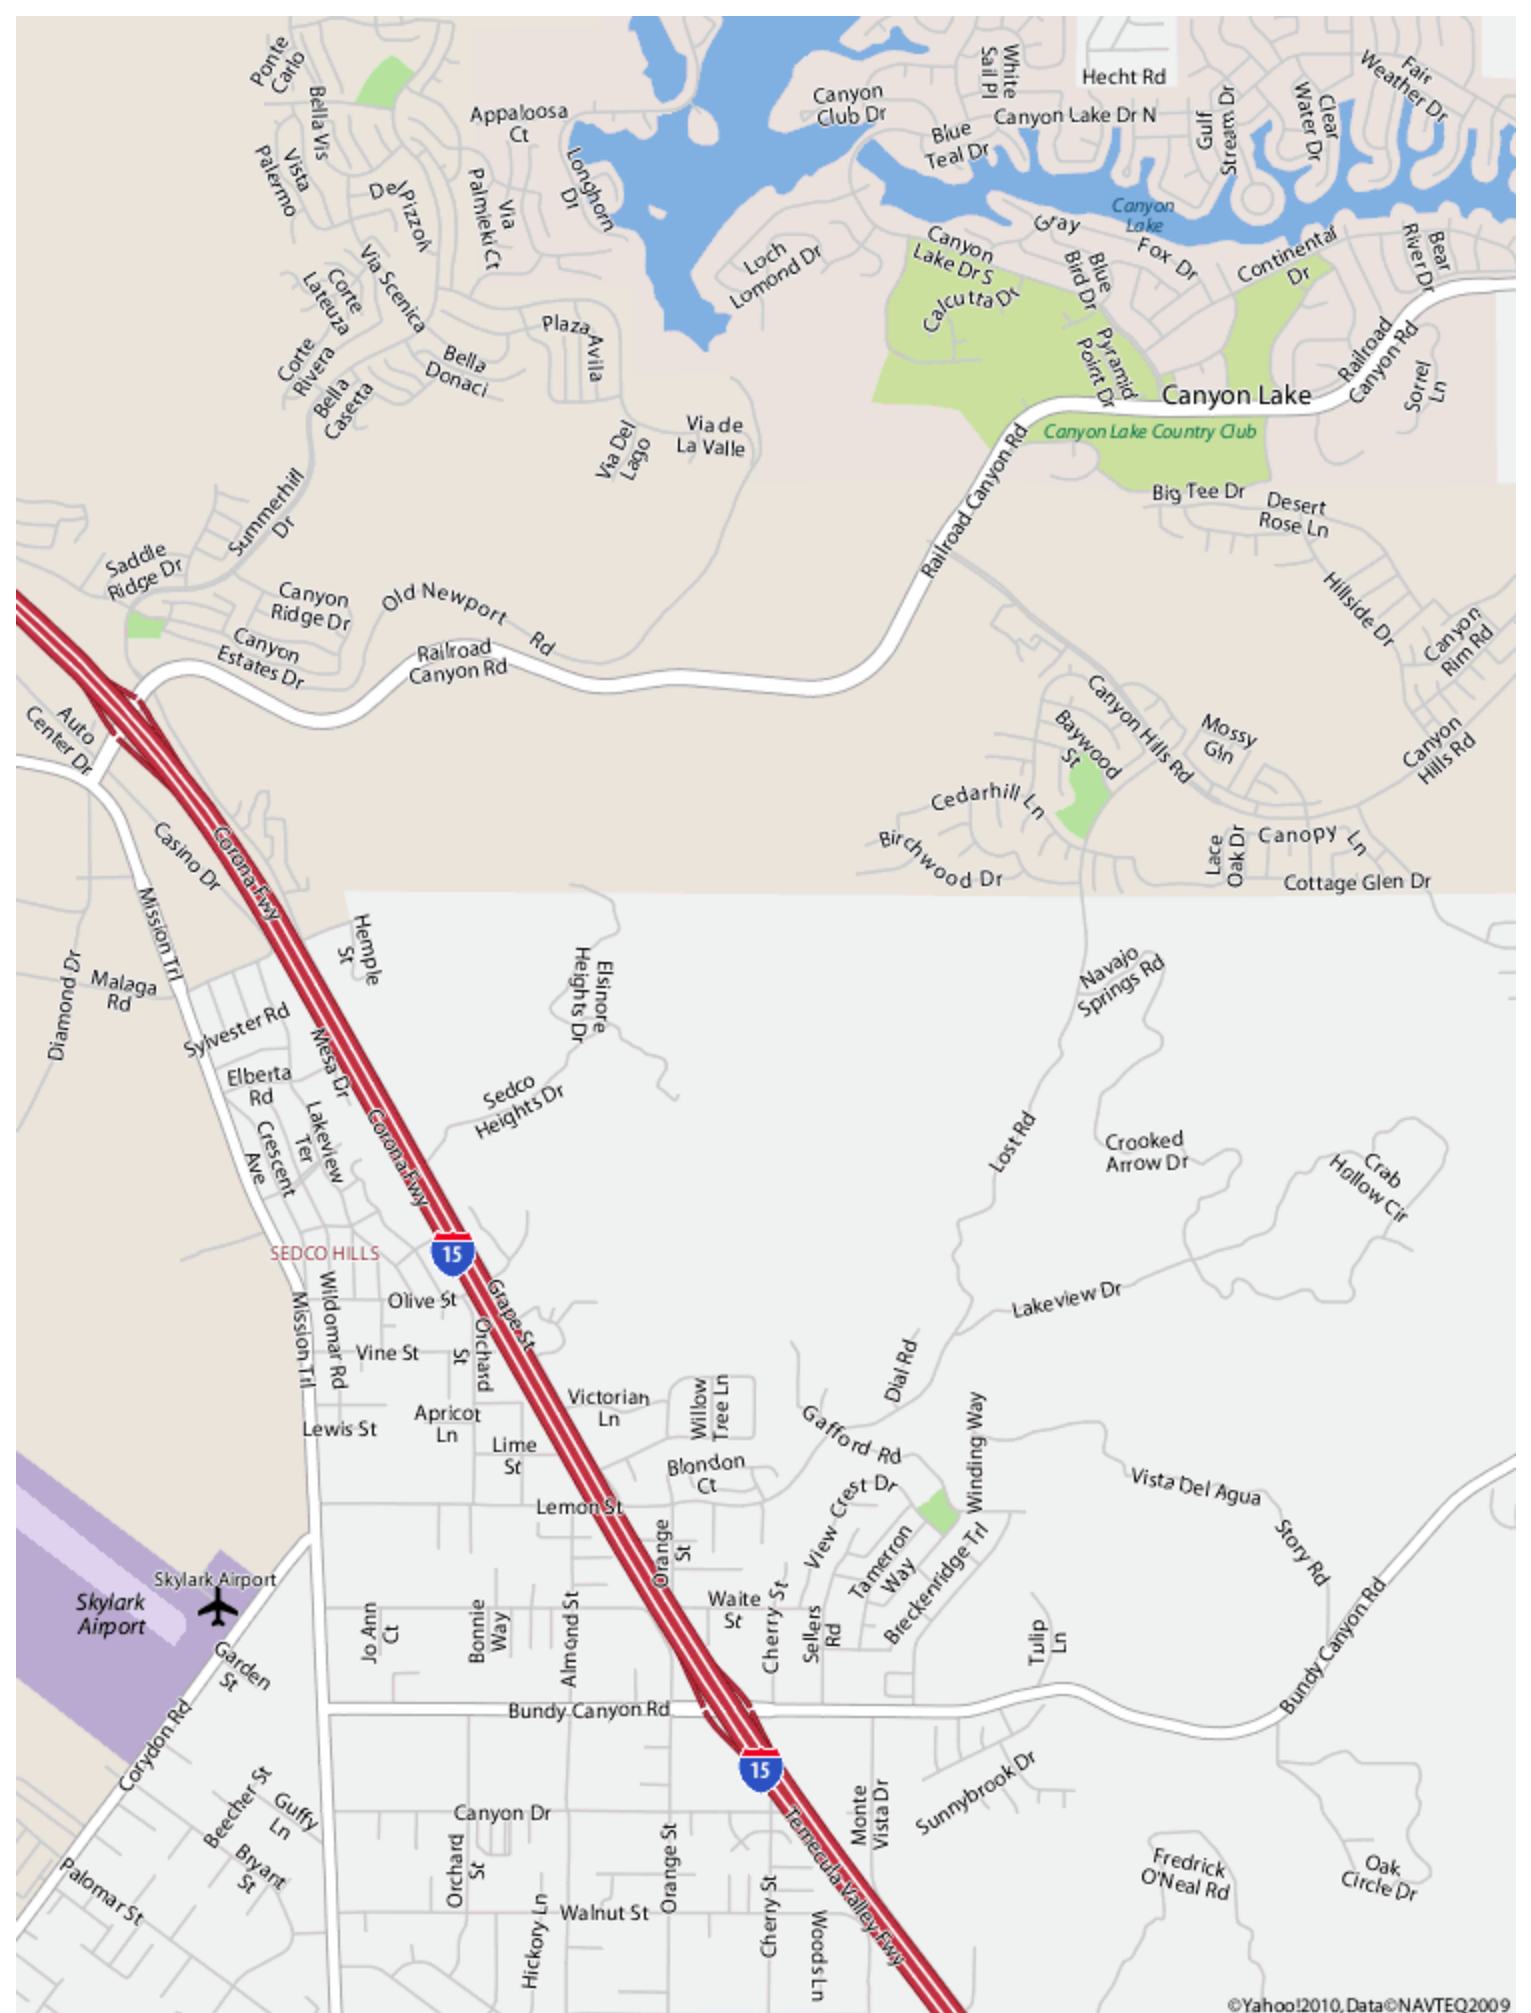 Ponte
Carlo
Bella Vis
Vista
Palermo
Del Pizzoli
Appaloosa
Ct
Via
Palmieki Ct
Longhorn
Dr
Canyon
Club Dr
White
Sail Pl
Hecht Rd
Canyon Lake Dr N
Blue
Teal Dr
Gulf
Stream Dr
Clear
Water Dr
Fair
Weather Dr
Canyon
Lake
Gray
Fox Dr
Blue
Bird Dr
Continental
Dr
Bear
River Dr
Canyon
Lake Dr S
Calcutta Dr
Loch
Lomond Dr
Via Scenica
Corte
Lateuza
Corte
Rivera
Bella
Caserta
Bella
Donaci
Plaza
Avila
Pyramid
Point Dr
Railroad
Canyon Rd
Sorrel
Ln
Canyon Lake
Canyon Lake Country Club
Via Del
Lago
Via de
La Valle
Railroad Canyon Rd
Big Tee Dr
Desert
Rose Ln
Summerhill
Dr
Saddle
Ridge Dr
Canyon
Ridge Dr
Old Newport Rd
Canyon
Estates Dr
Railroad
Canyon Rd
Hillside Dr
Canyon
Rim Rd
Auto
Center Dr
Canyon Hills Rd
Baywood
St
Mossy
Gln
Canyon
Hills Rd
Cedarhill Ln
Birchwood Dr
Lace
Oak Dr
Canopy Ln
Cottage Glen Dr
Casino Dr
Corona Fwy
Mission Trl
Hemple
St
Diamond Dr
Malaga
Rd
Elsinore
Heights Dr
Navajo
Springs Rd
Sylvester Rd
Mesa Dr
Elberta
Rd
Sedco
Heights Dr
Lakeview
Ter
Crescent
Ave
Corona Fwy
Lost Rd
Crooked
Arrow Dr
Crab
Hollow Cir
SEDCO HILLS
15
Wildomar Rd
Mission Trl
Olive St
Grape St
Orchard
St
Vine St
Lakeview Dr
Dial Rd
Lewis St
Apricot
Ln
Lime
St
Victorian
Ln
Willow
Tree Ln
Gafford Rd
Winding Way
Blondon
Ct
Lemon St
View Crest Dr
Vista Del Agua
Story Rd
Orange
St
Tamerron
Way
Breckenridge Trl
Skylark Airport
Skylark
Airport
Jo Ann
Ct
Bonnie
Way
Almond St
Waite
St
Cherry St
Sellers
Rd
Tulip
Ln
Garden
St
Bundy Canyon Rd
Bundy Canyon Rd
Corydon Rd
15
Sunnybrook Dr
Beecher St
Guffy
Ln
Canyon Dr
Monte
Vista Dr
Temecula Valley Fwy
Bryant
St
Palomar St
Orchard
St
Orange St
Hickory Ln
Walnut St
Cherry St
Woods Ln
Fredrick
O'Neal Rd
Oak
Circle Dr
©Yahoo!2010,Data©NAVTEQ2009